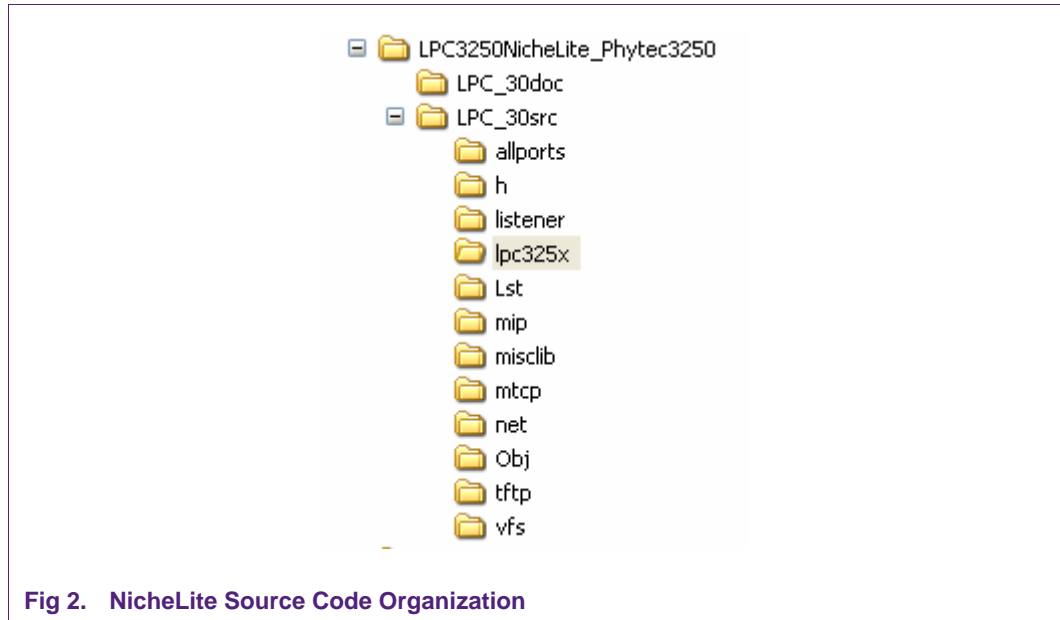 LPC3250NicheLite_Phytec3250
LPC_30doc
LPC_30src
allports
h
listener
lpc325x
Lst
mip
misclib
mtcp
net
Obj
tftp
vfs
Fig 2. NicheLite Source Code Organization